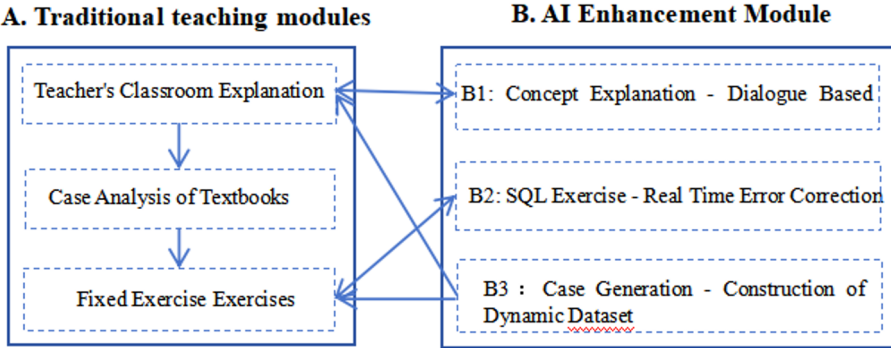 A. Traditional teaching modules
Teacher's Classroom Explanation
Case Analysis of Textbooks
Fixed Exercise Exercises
B. AI Enhancement Module
B1: Concept Explanation - Dialogue Based
B2: SQL Exercise - Real Time Error Correction
B3：Case Generation - Construction of
Dynamic Dataset